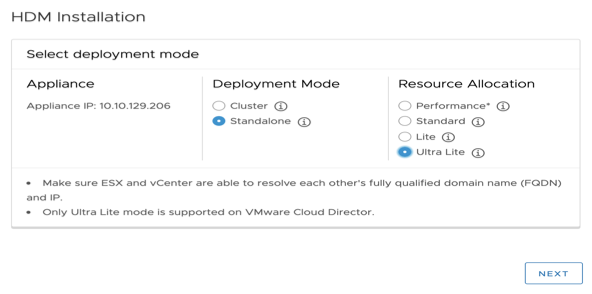 HDM Installation
Select deployment mode
Appliance
Deployment Mode
Resource Allocation
Appliance IP: 10.10.129.206
Cluster
Performance*
Standalone
Standard
Lite
Ultra Lite
• Make sure ESX and vCenter are able to resolve each other's fully qualified domain name (FQDN)
and IP.
• Only Ultra Lite mode is supported on VMware Cloud Director.
NEXT